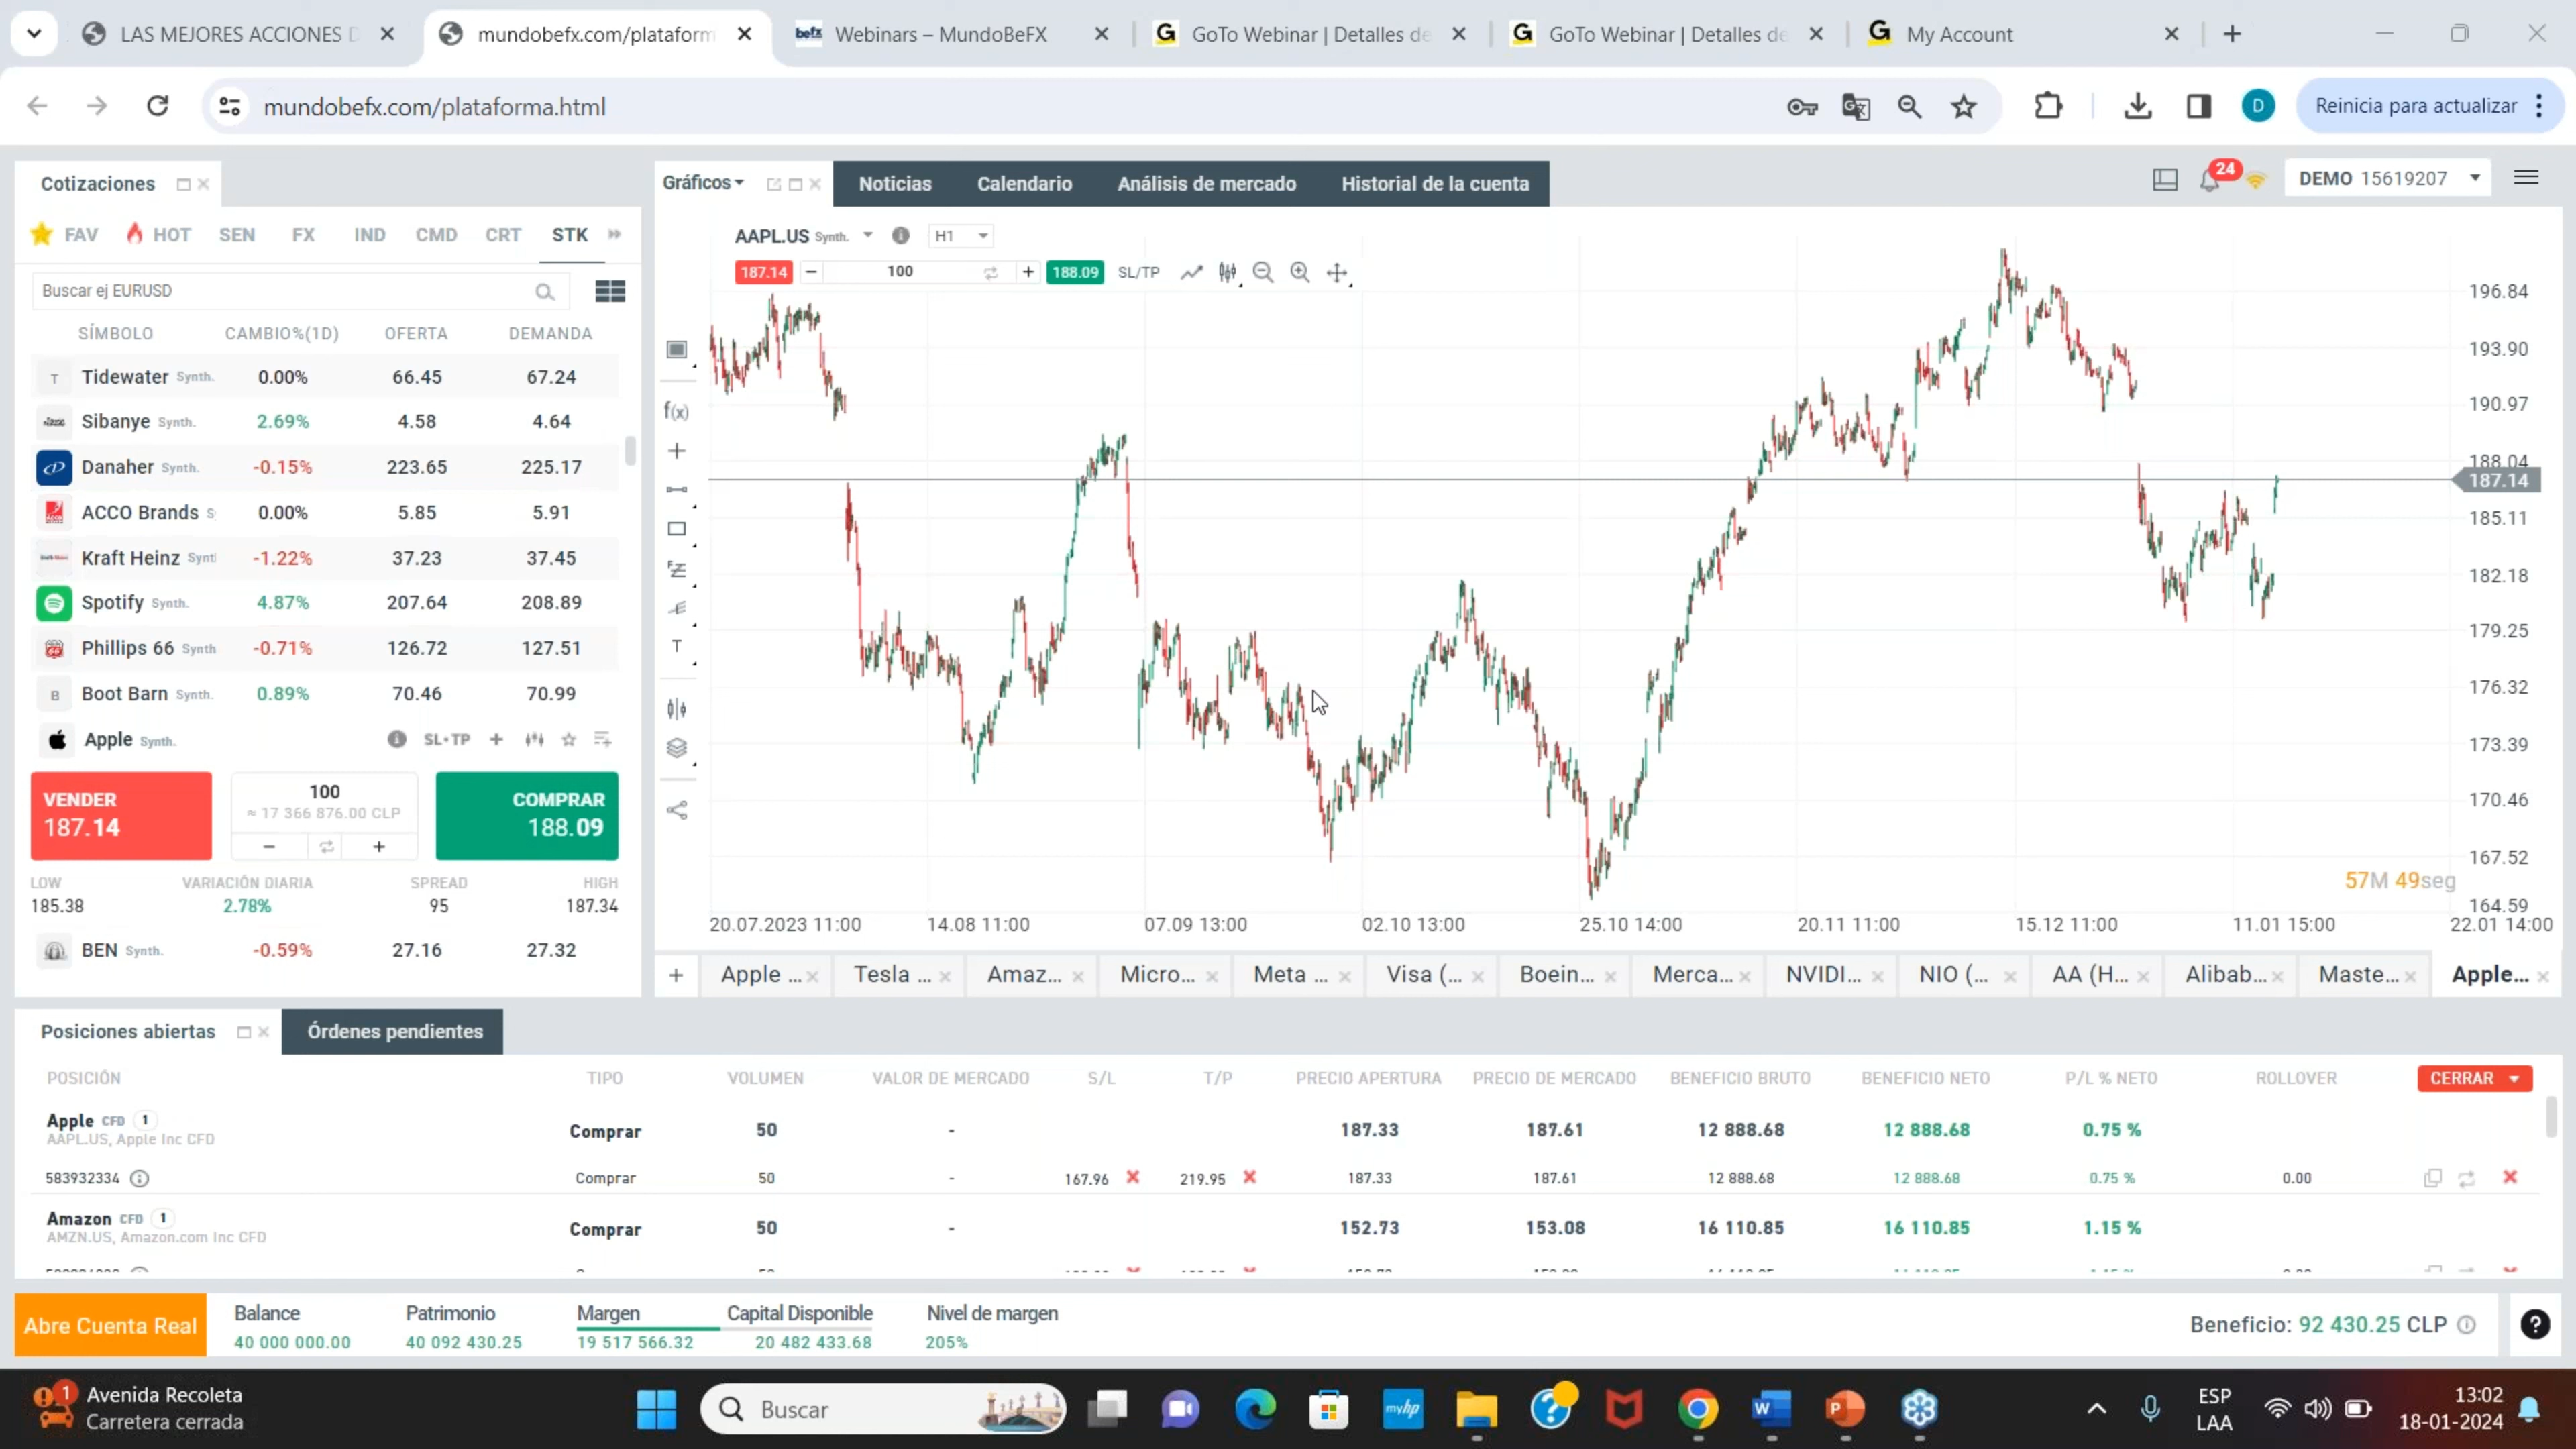 LAS MEJORES ACCIONES D
mundobefx.com/plataform
befx Webinars – MundoBeFX
GoTo Webinar | Detalles de
GoTo Webinar | Detalles de
My Account
mundobefx.com/plataforma.html
D
Reinicia para actualizar
Cotizaciones
FAV HOT SEN FX IND CMD CRT STK
Buscar ej EURUSD
SÍMBOLO CAMBIO%(1D) OFERTA DEMANDA
T Tidewater Synth. 0.00% 66.45 67.24
Sibanye Synth. 2.69% 4.58 4.64
Danaher Synth. -0.15% 223.65 225.17
ACCO Brands S 0.00% 5.85 5.91
Kraft Heinz Synt -1.22% 37.23 37.45
Spotify Synth. 4.87% 207.64 208.89
Phillips 66 Synth -0.71% 126.72 127.51
B Boot Barn Synth. 0.89% 70.46 70.99
Apple Synth. SL•TP
VENDER 187.14
100
≈ 17 366 876.00 CLP
COMPRAR 188.09
LOW VARIACIÓN DIARIA SPREAD HIGH
185.38 2.78% 95 187.34
BEN Synth. -0.59% 27.16 27.32
Gráficos
Noticias Calendario Análisis de mercado Historial de la cuenta
24
DEMO 15619207
AAPL.US Synth. H1
187.14 100 188.09 SL/TP
f(x)
T
196.84
193.90
190.97
188.04
187.14
185.11
182.18
179.25
176.32
173.39
170.46
167.52
164.59
57M 49seg
20.07.2023 11:00 14.08 11:00 07.09 13:00 02.10 13:00 25.10 14:00 20.11 11:00 15.12 11:00 11.01 15:00 22.01 14:00
Apple ... Tesla ... Amaz... Micro... Meta ... Visa (... Boein... Merca... NVIDI... NIO (... AA (H... Alibab... Maste... Apple...
Posiciones abiertas Órdenes pendientes
POSICIÓN TIPO VOLUMEN VALOR DE MERCADO S/L T/P PRECIO APERTURA PRECIO DE MERCADO BENEFICIO BRUTO BENEFICIO NETO P/L % NETO ROLLOVER CERRAR
Apple CFD 1 Comprar 50 - 187.33 187.61 12 888.68 12 888.68 0.75 %
AAPL.US, Apple Inc CFD
583932334 Comprar 50 - 167.96 219.95 187.33 187.61 12 888.68 12 888.68 0.75 % 0.00
Amazon CFD 1 Comprar 50 - 152.73 153.08 16 110.85 16 110.85 1.15 %
AMZN.US, Amazon.com Inc CFD
Abre Cuenta Real
Balance Patrimonio Margen Capital Disponible Nivel de margen
40 000 000.00 40 092 430.25 19 517 566.32 20 482 433.68 205%
Beneficio: 92 430.25 CLP
1
Avenida Recoleta
Carretera cerrada
Buscar
myhp
W
P
ESP
LAA
13:02
18-01-2024